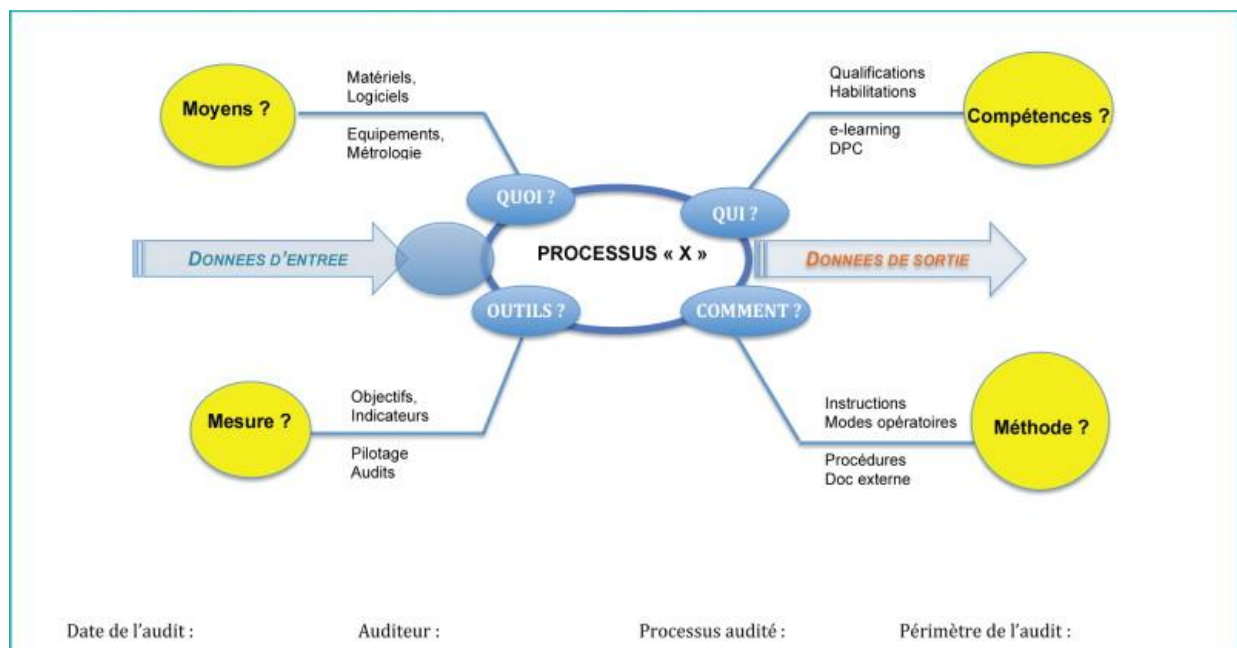 Moyens ?
Matériels,
Logiciels
Equipements,
Métrologie
Qualifications
Habilitations
e-learning
DPC
Compétences ?
QUOI ?
QUI ?
DONNEES D'ENTREE
PROCESSUS « X »
DONNEES DE SORTIE
OUTILS ?
COMMENT ?
Mesure ?
Objectifs,
Indicateurs
Pilotage
Audits
Instructions
Modes opératoires
Procédures
Doc externe
Méthode ?
Date de l'audit :
Auditeur :
Processus audité :
Périmètre de l'audit :